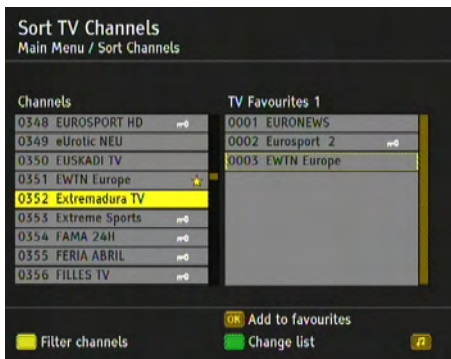 Sort TV Channels
Main Menu / Sort Channels
Channels
0348 EUROSPORT HD
0349 eUrotic NEU
0350 EUSKADI TV
0351 EWTN Europe
0352 Extremadura TV
0353 Extreme Sports
0354 FAMA 24H
0355 FERIA ABRIL
0356 FILLES TV
TV Favourites 1
0001 EURONEWS
0002 Eurosport 2
0003 EWTN Europe
OK Add to favourites
Filter channels
Change list